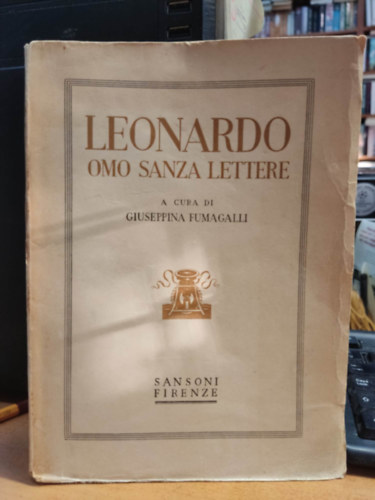 LEONARDO
OMO SANZA LETTERE
A CURA DI
GIUSEPPINA FUMAGALLI
SANSONI
FIRENZE